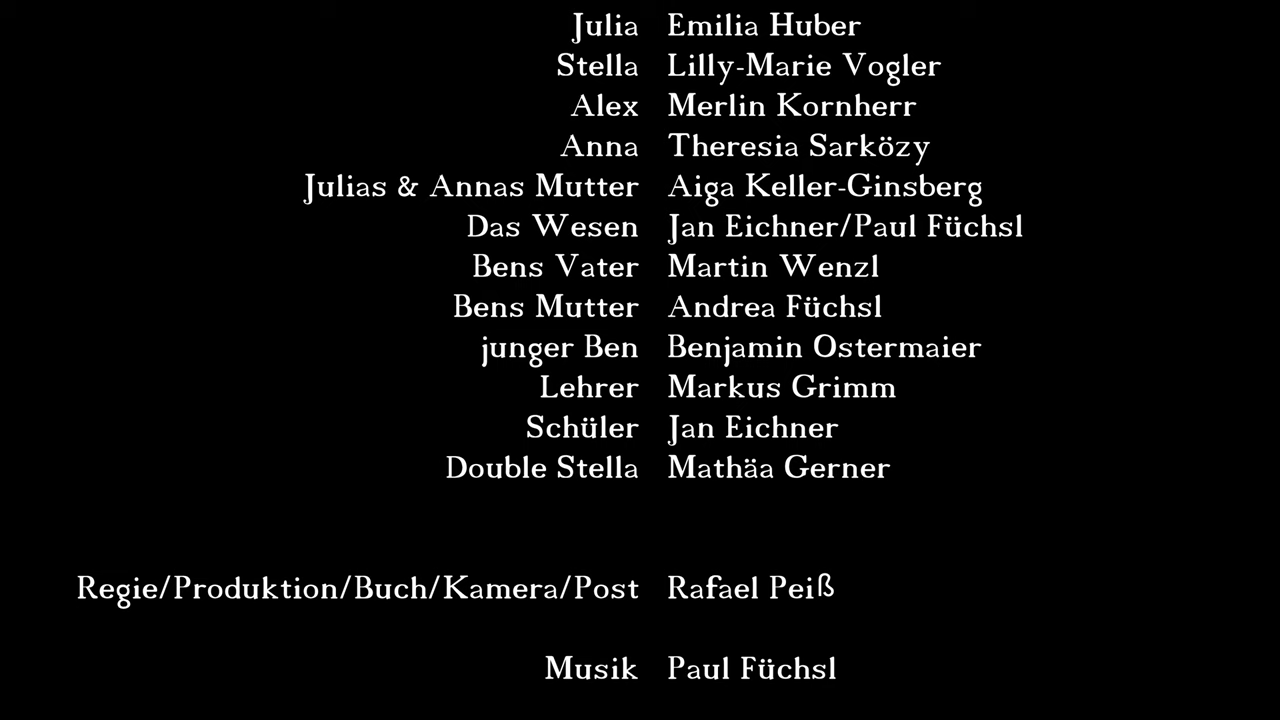 Julia Emilia Huber
Stella Lilly-Marie Vogler
Alex Merlin Kornherr
Anna Theresia Sarközy
Julias & Annas Mutter Aiga Keller-Ginsberg
Das Wesen Jan Eichner/Paul Füchsl
Bens Vater Martin Wenzl
Bens Mutter Andrea Füchsl
junger Ben Benjamin Ostermaier
Lehrer Markus Grimm
Schüler Jan Eichner
Double Stella Mathäa Gerner
Regie/Produktion/Buch/Kamera/Post Rafael Peiß
Musik Paul Füchsl